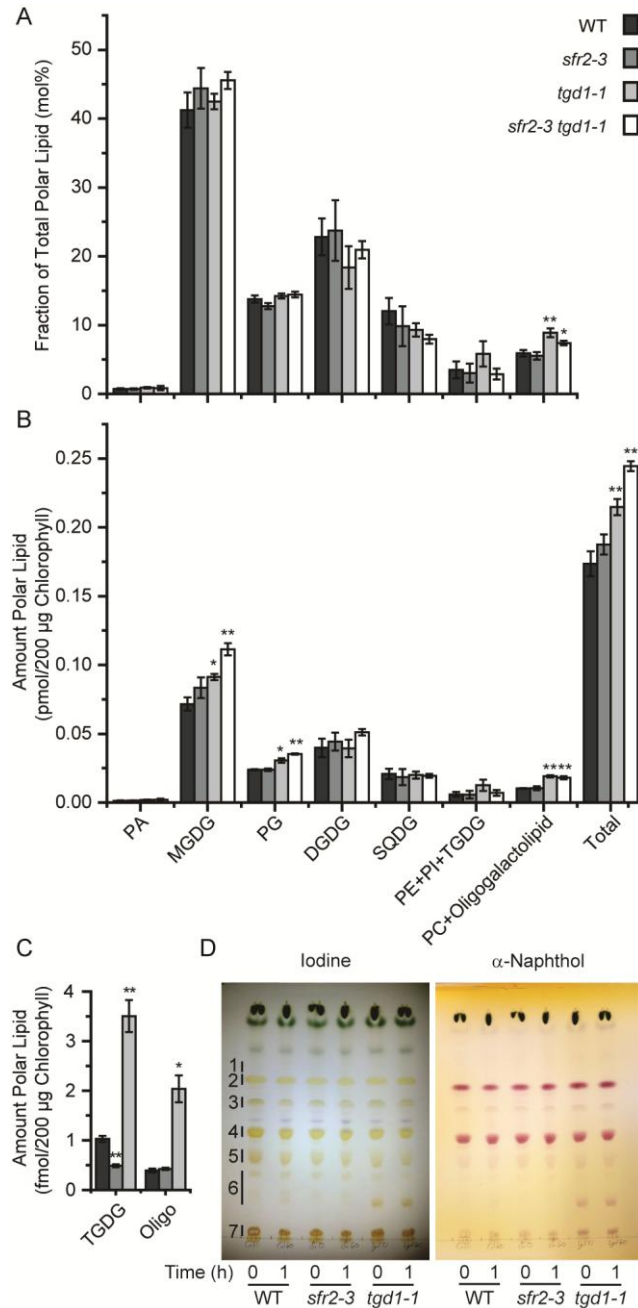 A
WT
sfr2-3
tgd1-1
sfr2-3 tgd1-1
Fraction of Total Polar Lipid (mol%)
50
40
30
20
10
0
B
Amount Polar Lipid
(pmol/200 µg Chlorophyll)
0.25
0.20
0.15
0.10
0.05
0.00
** *
* ** * ** **** ** **
PA MGDG PG DGDG SQDG PE+PI+TGDG PC+Oligogalactolipid Total
C
Amount Polar Lipid
(fmol/200 µg Chlorophyll)
4
3
2
1
0
** ** *
TGDG Oligo
D
Iodine α-Naphthol
1
2
3
4
5
6
7
Time (h) 0 1 0 1 0 1 0 1 0 1 0 1
WT sfr2-3 tgd1-1 WT sfr2-3 tgd1-1